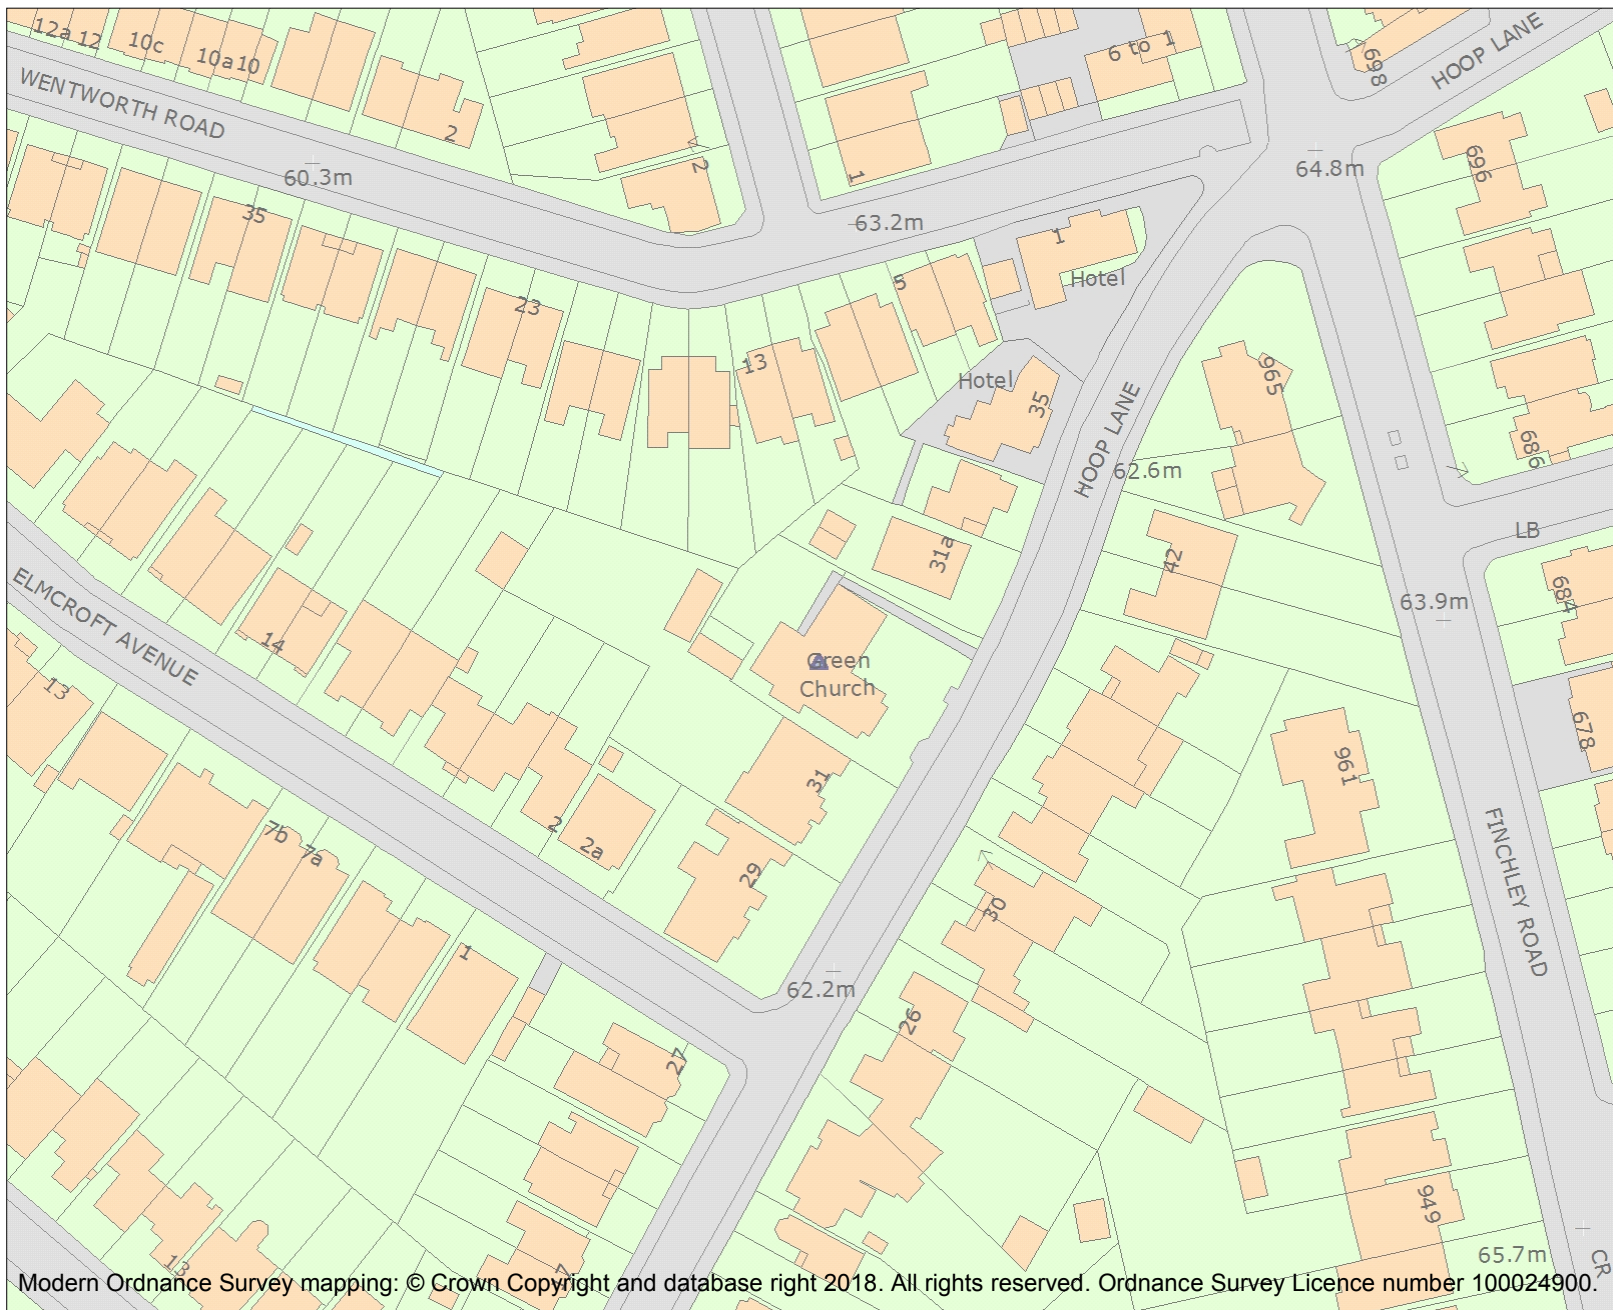 12a 12
10c
10a 10
6 to 1
698
HOOP LANE
WENTWORTH ROAD
2
2
1
60.3m
63.2m
64.8m
696
35
1
Hotel
5
23
13
Hotel
35
965
HOOP LANE
62.6m
686
LB
31a
42
684
63.9m
ELMCROFT AVENUE
14
13
Green
Church
31
678
961
7b 7a
2
2a
29
30
FINCHLEY ROAD
1
62.2m
26
27
949
13
17
65.7m
CR
Modern Ordnance Survey mapping: © Crown Copyright and database right 2018. All rights reserved. Ordnance Survey Licence number 100024900.